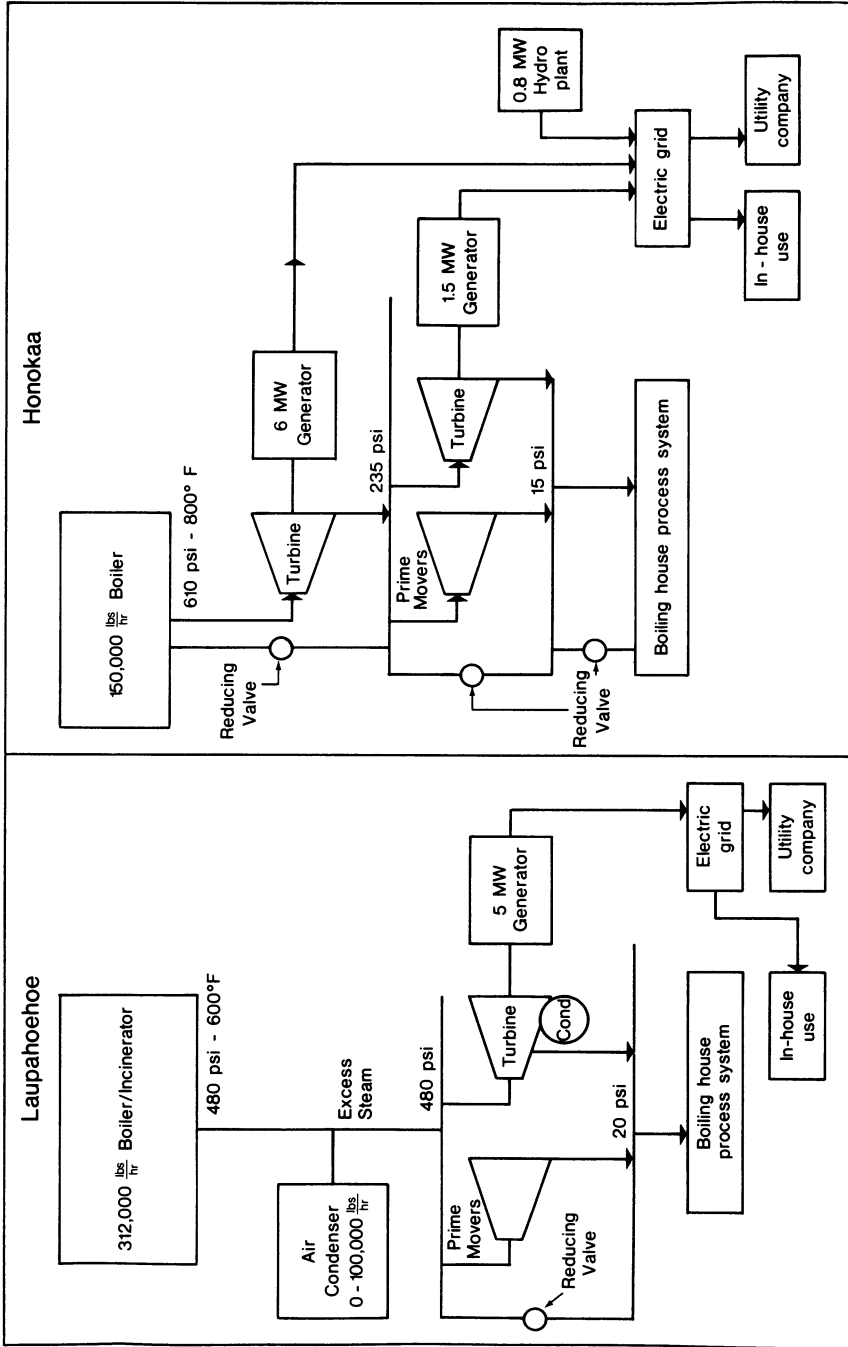 Laupahoehoe
312,000 lbs/hr Boiler/Incinerator
480 psi - 600°F
Air
Condenser
0 - 100,000 lbs/hr
Excess
Steam
480 psi
Prime
Movers
Turbine
Cond
5 MW
Generator
Reducing
Valve
20 psi
Boiling house
process system
Electric
grid
In-house
use
Utility
company
Honokaa
150,000 lbs/hr Boiler
610 psi - 800° F
Reducing
Valve
Turbine
6 MW
Generator
235 psi
Prime
Movers
Turbine
1.5 MW
Generator
Reducing
Valve
15 psi
Boiling house process system
0.8 MW
Hydro
plant
Electric grid
In - house
use
Utility
company